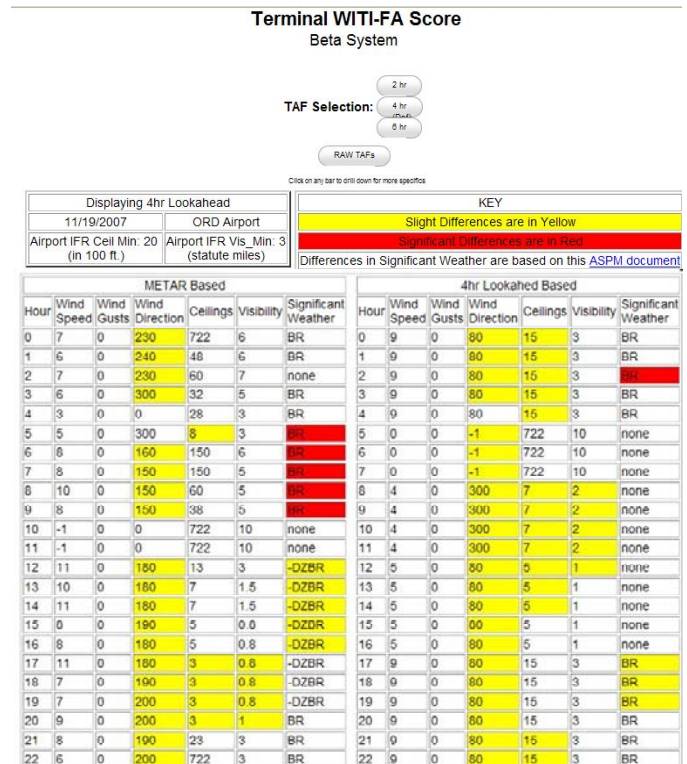 Terminal WITI-FA Score
Beta System
2 hr
TAF Selection: 4 hr
6 hr
RAW TAFs
Click on any bar to drill down for more specifics
Displaying 4hr Lookahead
11/19/2007 ORD Airport
Airport IFR Ceil Min: 20 (in 100 ft.) Airport IFR Vis_Min: 3 (statute miles)
KEY
Slight Differences are in Yellow
Significant Differences are in Red
Differences in Significant Weather are based on this ASPM document
METAR Based
Hour Wind Speed Wind Gusts Wind Direction Ceilings Visibility Significant Weather
0 7 0 230 722 6 BR
1 6 0 240 48 6 BR
2 7 0 230 60 7 none
3 6 0 300 32 5 BR
4 3 0 0 28 3 BR
5 5 0 300 8 3 BR
6 8 0 160 150 6 BR
7 8 0 150 150 5 BR
8 10 0 150 60 5 BR
9 8 0 150 38 5 BR
10 -1 0 0 722 10 none
11 -1 0 0 722 10 none
12 11 0 180 13 3 -DZBR
13 10 0 180 7 1.5 -DZBR
14 11 0 180 7 1.5 -DZBR
15 0 190 5 -DZBR
16 8 0 180 5 0.8 -DZBR
17 11 0 180 3 0.8 -DZBR
18 7 0 190 3 0.8 -DZBR
19 7 0 200 3 0.8 -DZBR
20 9 0 200 3 1 BR
21 8 0 190 23 3 BR
22 6 0 200 722 3 BR
4hr Lookahed Based
Hour Wind Speed Wind Gusts Wind Direction Ceilings Visibility Significant Weather
0 9 0 80 15 3 BR
1 9 0 80 15 3 BR
2 9 0 80 15 3 BR
3 9 0 80 15 3 BR
4 9 0 80 15 3 BR
5 0 0 -1 722 10 none
6 0 0 -1 722 10 none
7 0 0 -1 722 10 none
8 4 0 300 7 2 none
9 4 0 300 7 2 none
10 4 0 300 7 2 none
11 4 0 300 7 2 none
12 5 0 80 5 1 none
13 5 0 80 5 1 none
14 5 0 80 5 1 none
15 5 0 5 1 none
16 5 0 80 5 1 none
17 9 0 80 15 3 BR
18 9 0 80 15 3 BR
19 9 0 80 15 3 BR
20 9 0 80 15 3 BR
21 9 0 80 15 3 BR
22 9 0 80 15 3 BR